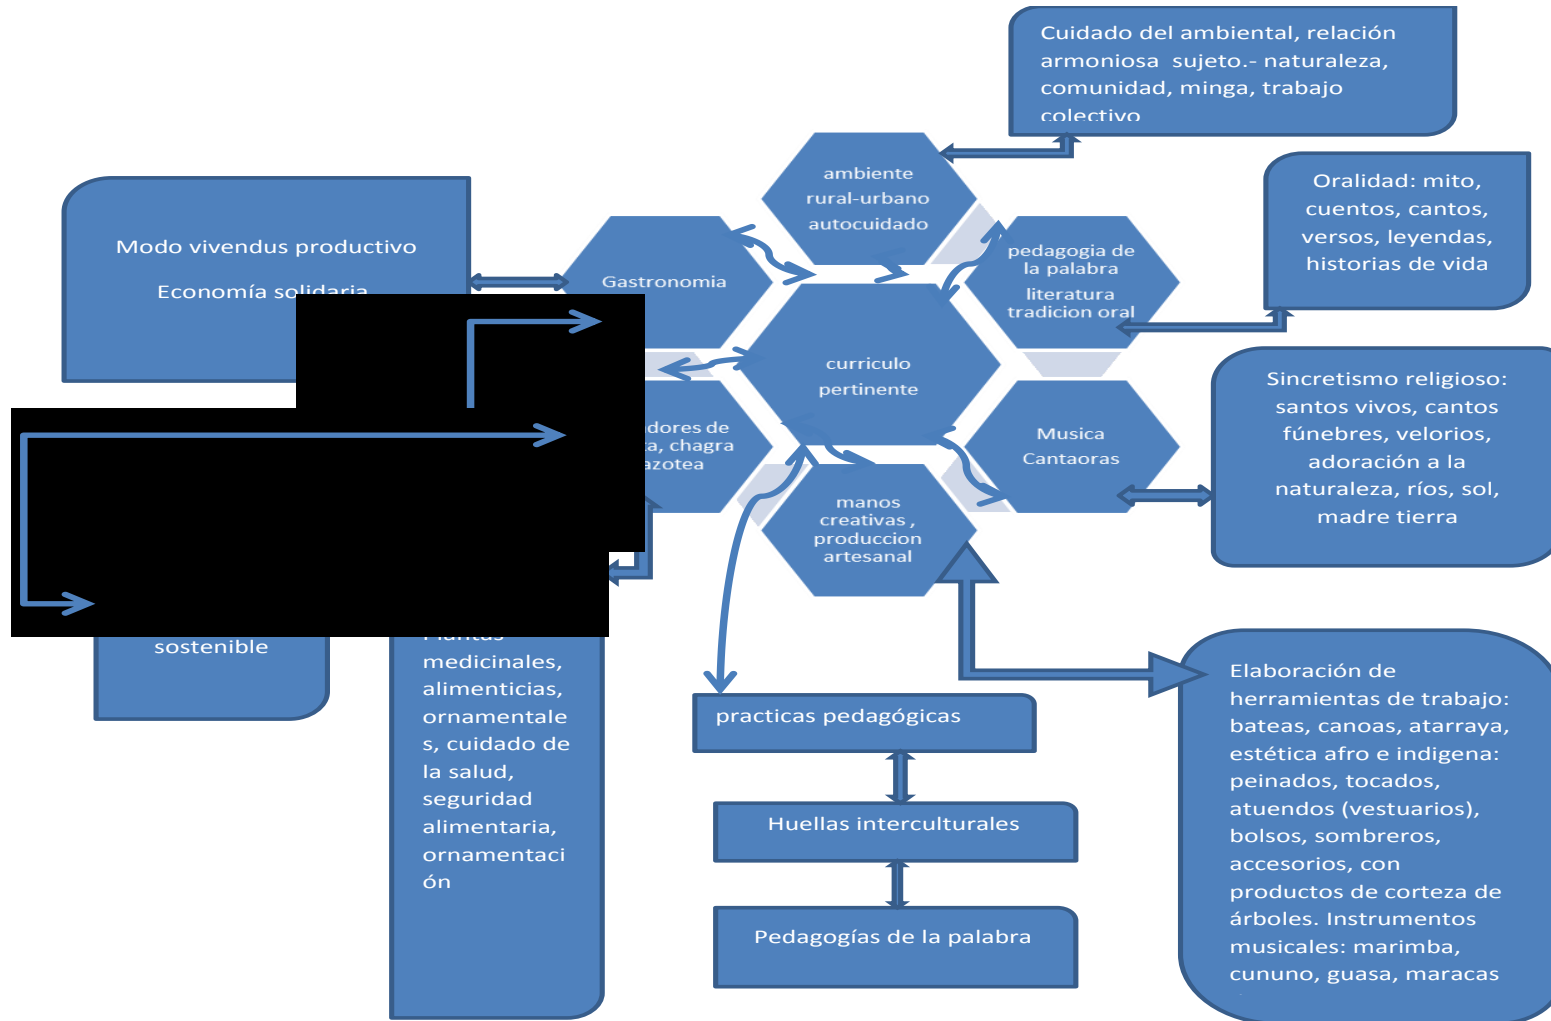 Cuidado del ambiental, relación
armoniosa sujeto.- naturaleza,
comunidad, minga, trabajo
colectivo
ambiente
rural-urbano
autocuidado
Oralidad: mito,
cuentos, cantos,
versos, leyendas,
historias de vida
Modo vivendus productivo
Economía solidaria
Gastronomia
pedagogia de
la palabra
literatura
tradicion oral
curriculo
pertinente
Sincretismo religioso:
santos vivos, cantos
fúnebres, velorios,
adoración a la
naturaleza, ríos, sol,
madre tierra
de
chagra
azotea
Musica
Cantaoras
manos
creativas ,
produccion
artesanal
sostenible
Plantas
medicinales,
alimenticias,
ornamentale
s, cuidado de
la salud,
seguridad
alimentaria,
ornamentaci
ón
practicas pedagógicas
Huellas interculturales
Pedagogías de la palabra
Elaboración de
herramientas de trabajo:
bateas, canoas, atarraya,
estética afro e indigena:
peinados, tocados,
atuendos (vestuarios),
bolsos, sombreros,
accesorios, con
productos de corteza de
árboles. Instrumentos
musicales: marimba,
cununo, guasa, maracas